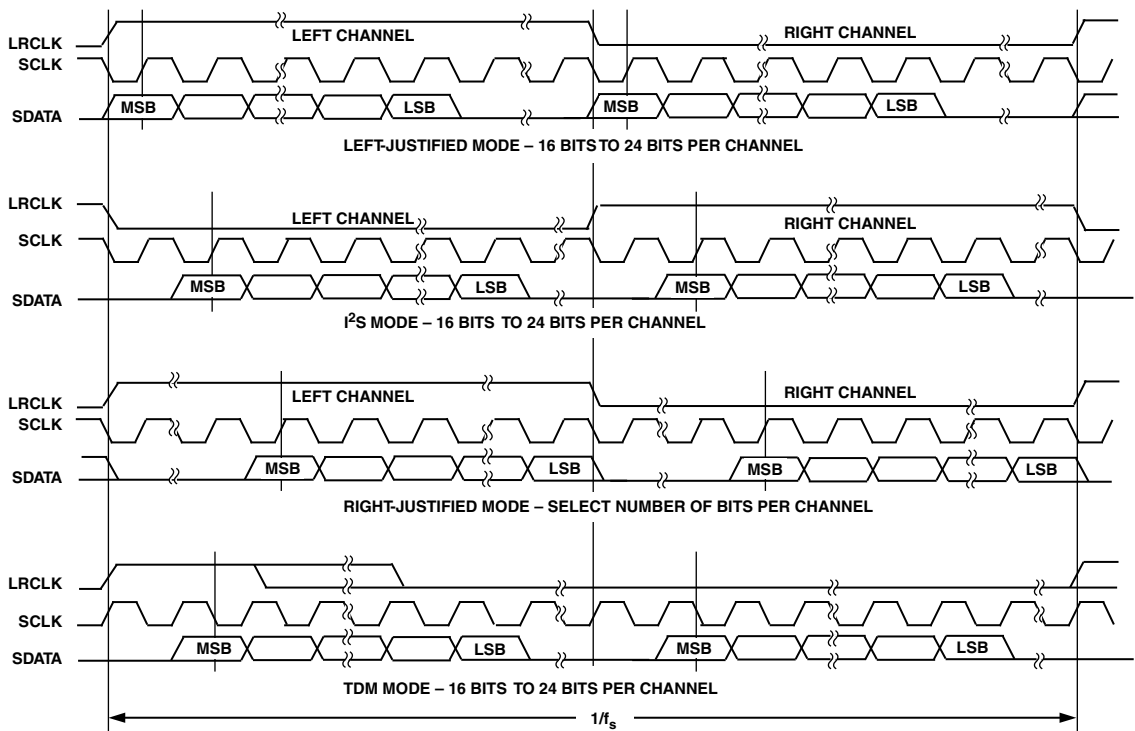 LEFT CHANNEL RIGHT CHANNEL
LRCLK
SCLK
SDATA MSB LSB MSB LSB
LEFT-JUSTIFIED MODE – 16 BITS TO 24 BITS PER CHANNEL
LRCLK
LEFT CHANNEL RIGHT CHANNEL
SCLK
SDATA MSB LSB MSB LSB
I²S MODE – 16 BITS TO 24 BITS PER CHANNEL
LEFT CHANNEL RIGHT CHANNEL
LRCLK
SCLK
SDATA MSB LSB MSB LSB
RIGHT-JUSTIFIED MODE – SELECT NUMBER OF BITS PER CHANNEL
LRCLK
SCLK
SDATA MSB LSB MSB LSB
TDM MODE – 16 BITS TO 24 BITS PER CHANNEL
1/fs